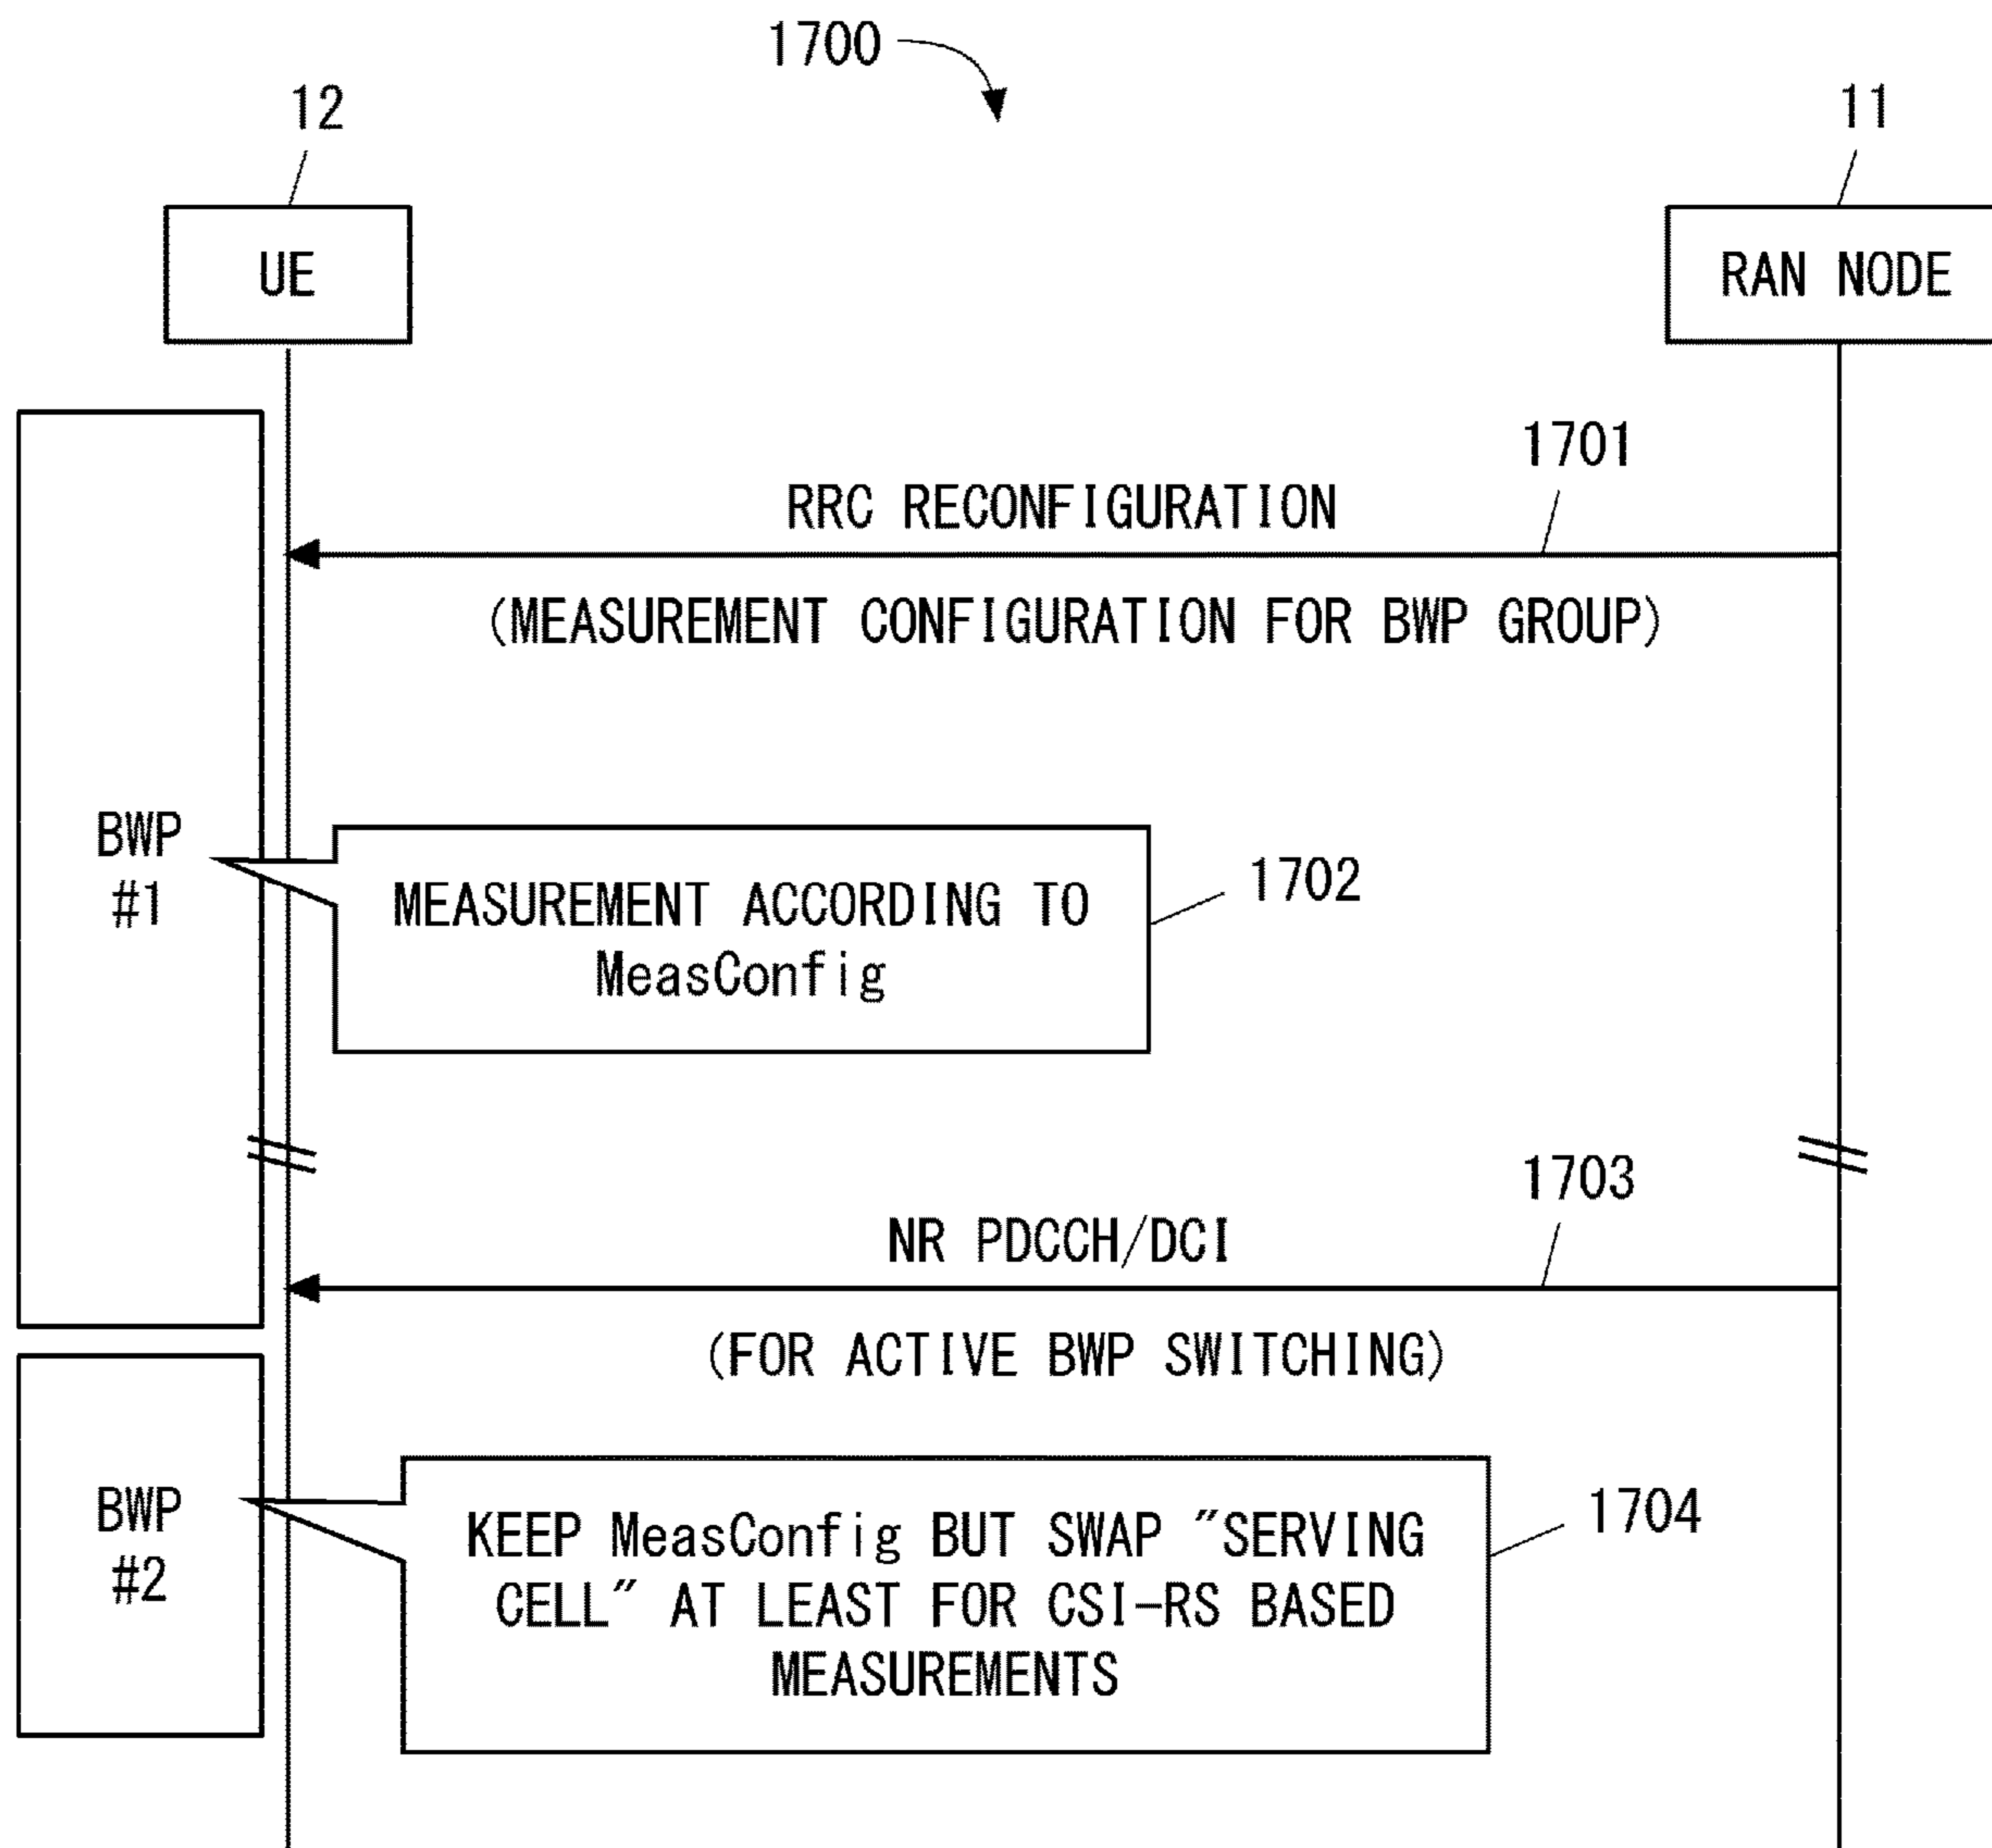 1700
12
11
UE
RAN NODE
1701
RRC RECONFIGURATION
(MEASUREMENT CONFIGURATION FOR BWP GROUP)
BWP
#1
MEASUREMENT ACCORDING TO
MeasConfig
1702
1703
NR PDCCH/DCI
(FOR ACTIVE BWP SWITCHING)
BWP
#2
KEEP MeasConfig BUT SWAP "SERVING
CELL" AT LEAST FOR CSI-RS BASED
MEASUREMENTS
1704